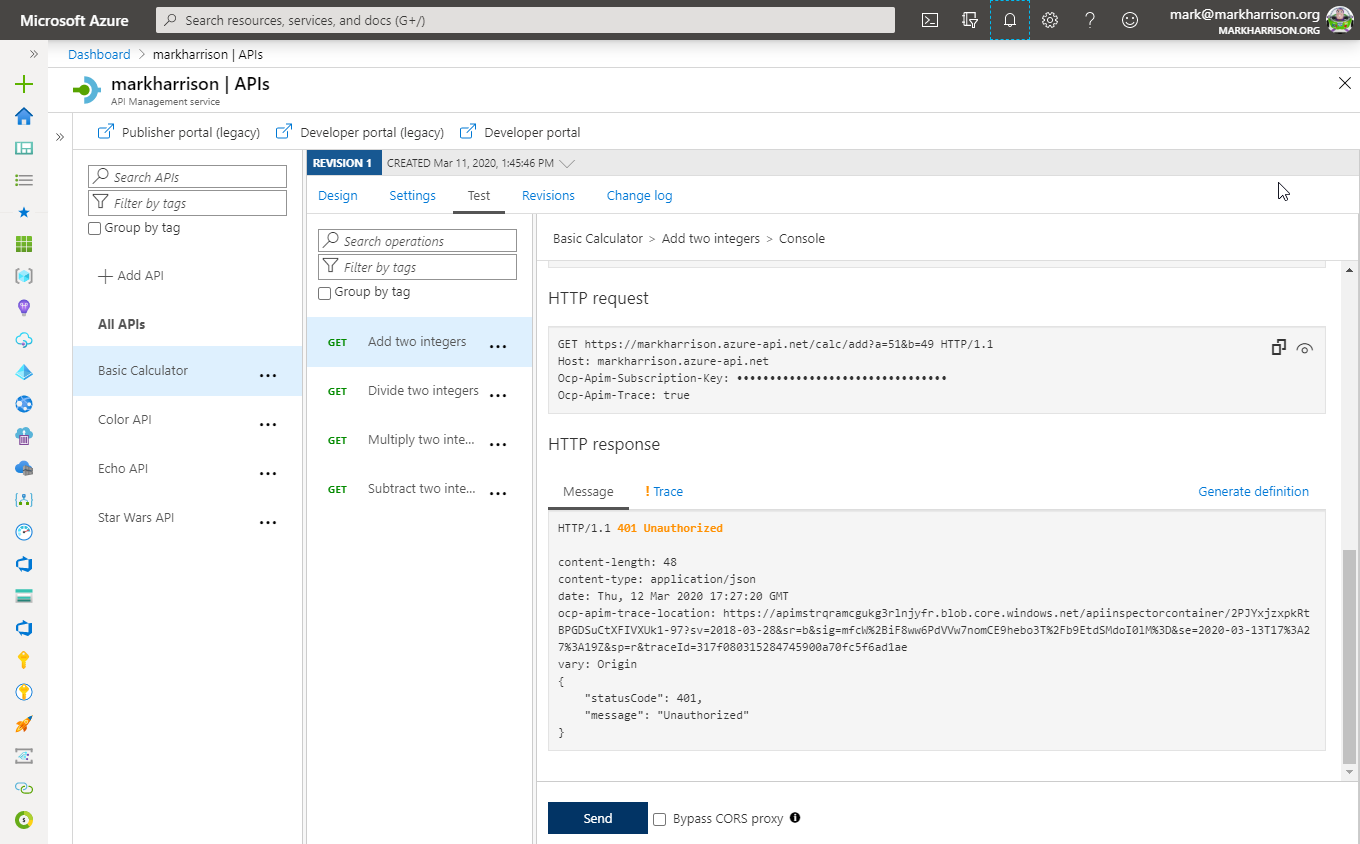 Microsoft Azure
Search resources, services, and docs (G+/)
mark@markharrison.org
MARKHARRISON.ORG
Dashboard > markharrison | APIs
markharrison | APIs
API Management service
Publisher portal (legacy)
Developer portal (legacy)
Developer portal
Search APIs
Filter by tags
Group by tag
Add API
All APIs
Basic Calculator
Color API
Echo API
Star Wars API
REVISION 1
CREATED Mar 11, 2020, 1:45:46 PM
Design
Settings
Test
Revisions
Change log
Search operations
Filter by tags
Group by tag
GET Add two integers
GET Divide two integers
GET Multiply two inte...
GET Subtract two inte...
Basic Calculator > Add two integers > Console
HTTP request
GET https://markharrison.azure-api.net/calc/add?a=51&b=49 HTTP/1.1
Host: markharrison.azure-api.net
Ocp-Apim-Subscription-Key: ••••••••••••••••••••••••••••••••
Ocp-Apim-Trace: true
HTTP response
Message
! Trace
Generate definition
HTTP/1.1 401 Unauthorized
content-length: 48
content-type: application/json
date: Thu, 12 Mar 2020 17:27:20 GMT
ocp-apim-trace-location: https://apimstrqramcgukg3rlnjyfr.blob.core.windows.net/apiinspectorcontainer/2PJYxjzxpkRt
BPGDSuCtXFIVXUk1-97?sv=2018-03-28&sr=b&sig=mfcW%2BiF8ww6PdVVw7nomCE9hebo3T%2Fb9EtdSMdoI0lM%3D&se=2020-03-13T17%3A2
7%3A19Z&sp=r&traceId=317f080315284745900a70fc5f6ad1ae
vary: Origin
{
"statusCode": 401,
"message": "Unauthorized"
}
Send
Bypass CORS proxy